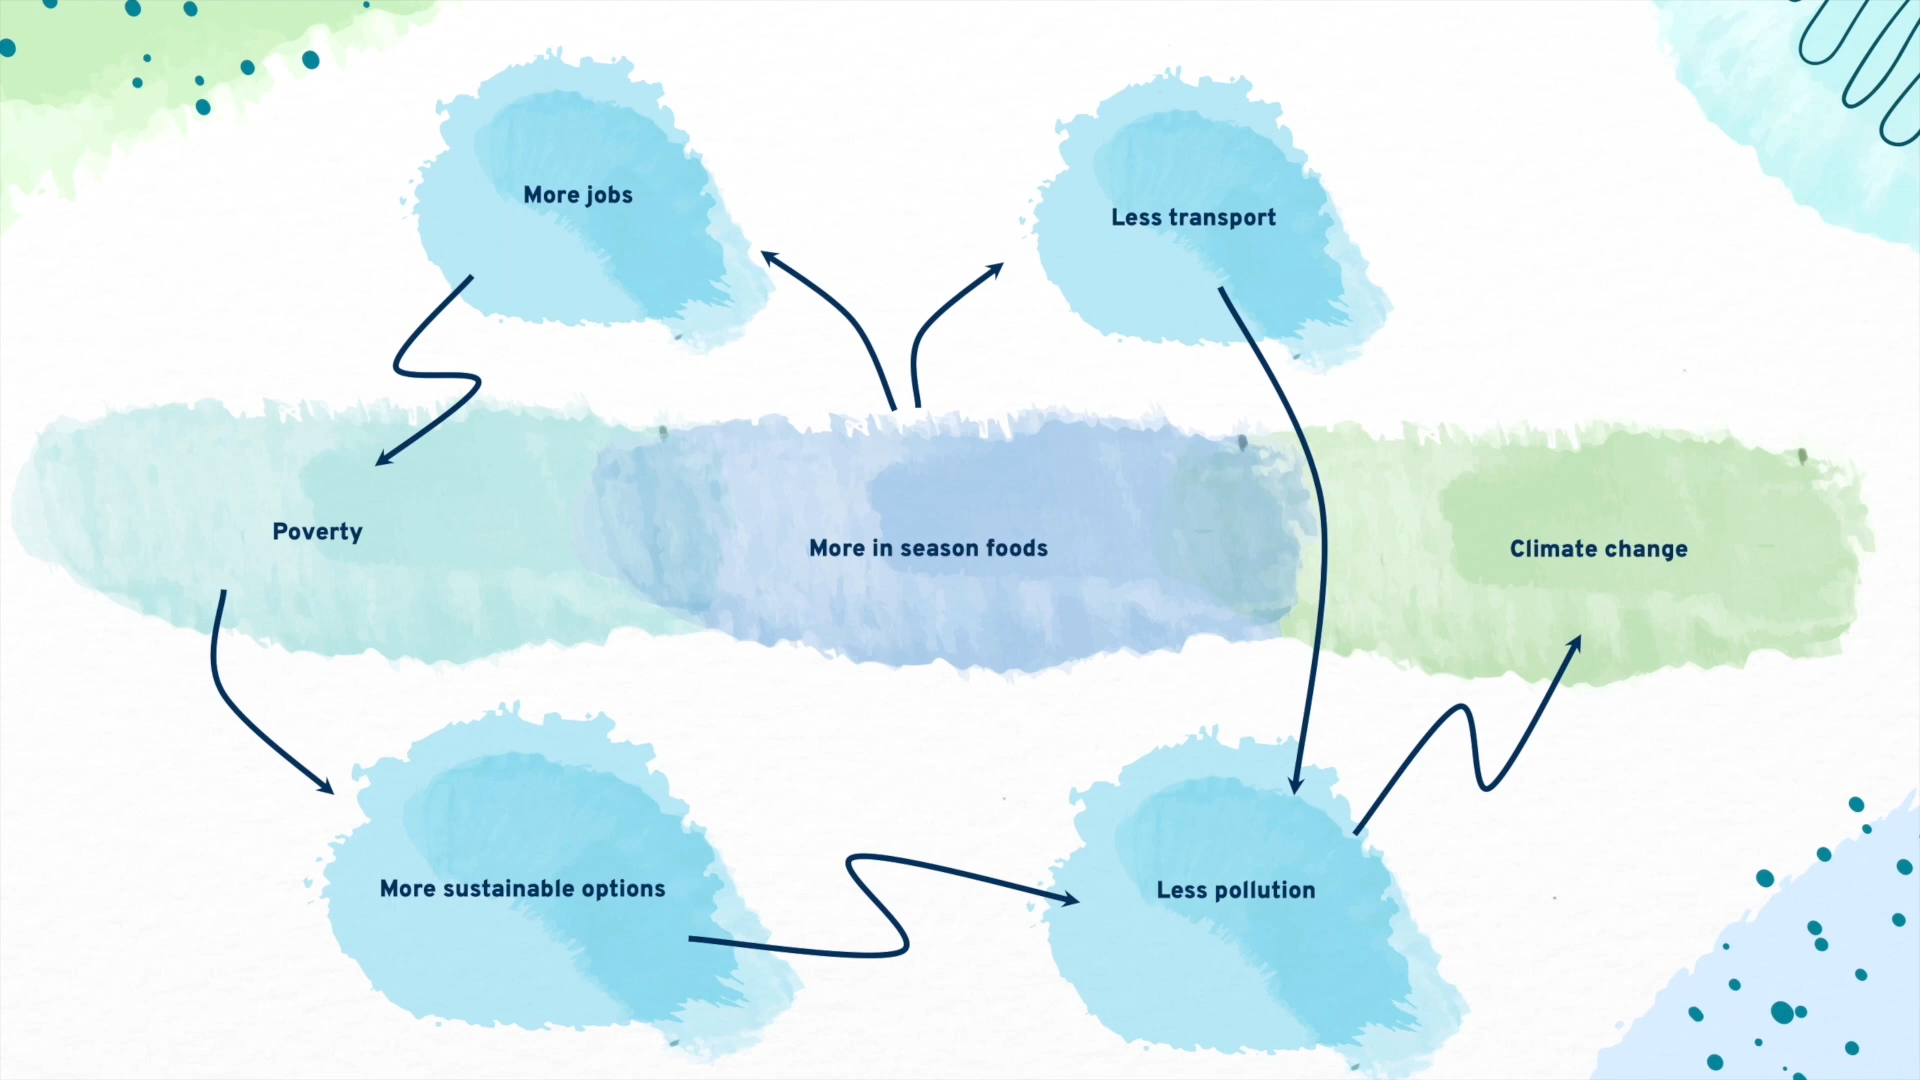 More jobs
Less transport
Poverty
More in season foods
Climate change
More sustainable options
Less pollution